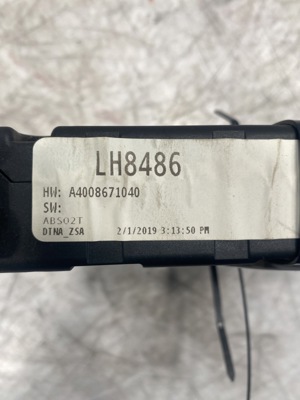 LH8486
HW: A4008671040
SW:
ABS02T
DTNA_ZSA 2/1/2019 3:13:50 PM